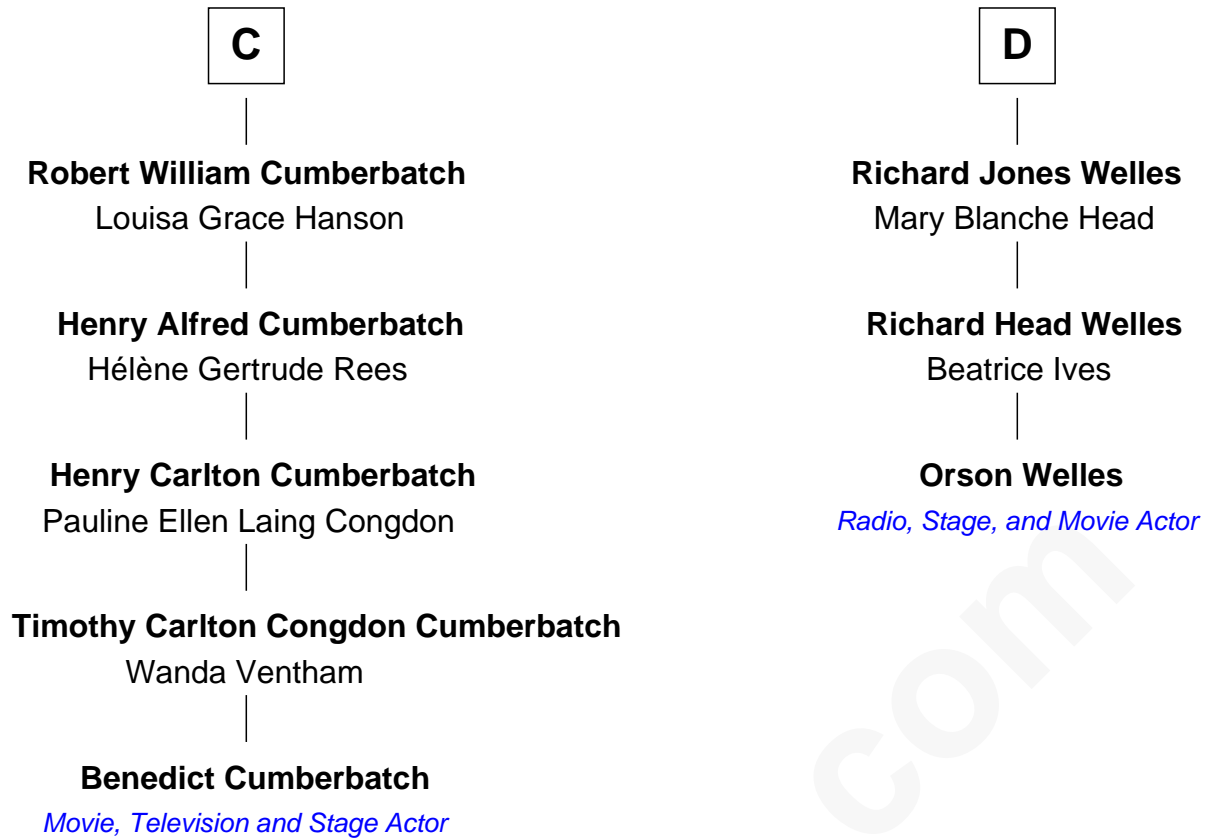 C
Robert William Cumberbatch
Louisa Grace Hanson
Henry Alfred Cumberbatch
Hélène Gertrude Rees
Henry Carlton Cumberbatch
Pauline Ellen Laing Congdon
Timothy Carlton Congdon Cumberbatch
Wanda Ventham
Benedict Cumberbatch
Movie, Television and Stage Actor
D
Richard Jones Welles
Mary Blanche Head
Richard Head Welles
Beatrice Ives
Orson Welles
Radio, Stage, and Movie Actor
com